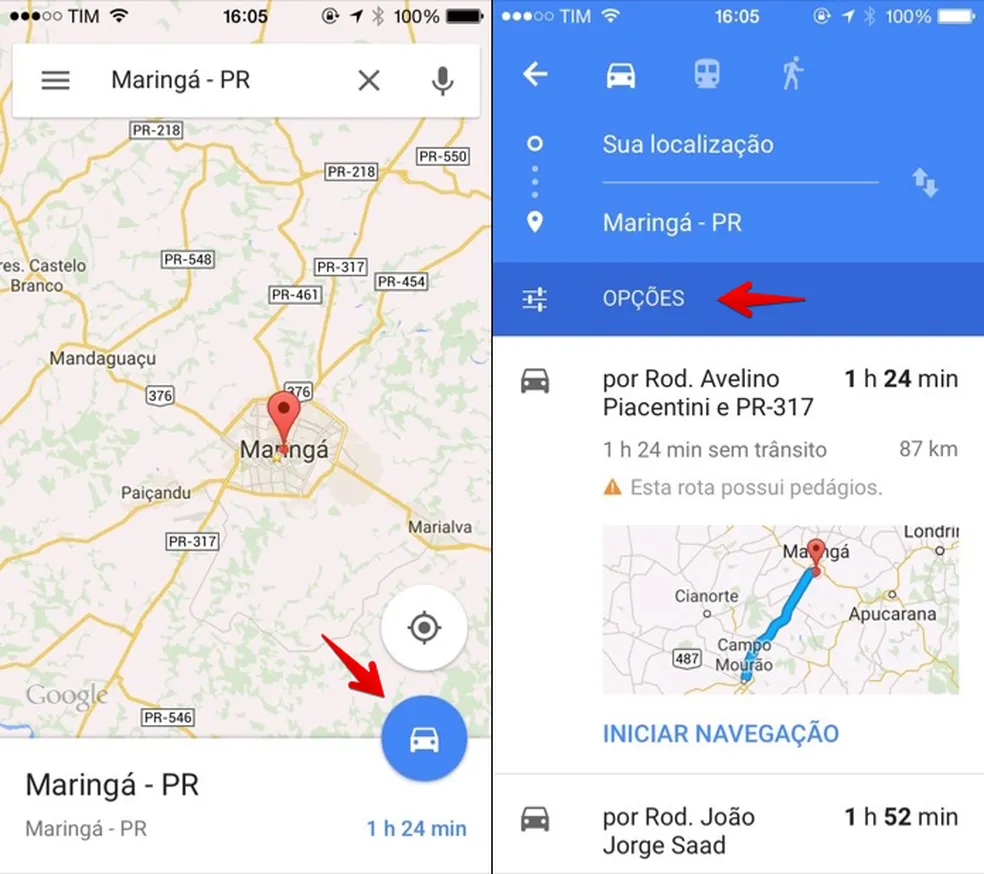 TIM 16:05 100%
Maringá - PR
PR-218
PR-550
PR-218
PR-548
PR-317
PR-454
PR-461
res. Castelo
Branco
Mandaguaçu
376
376
Maringá
Paiçandu
Marialva
PR-317
Google
PR-546
Maringá - PR
Maringá - PR
1 h 24 min
TIM 16:05 100%
Sua localização
Maringá - PR
OPÇÕES
por Rod. Avelino 1 h 24 min
Piacentini e PR-317
1 h 24 min sem trânsito 87 km
Esta rota possui pedágios.
Londrin
Maringá
Cianorte
Apucarana
Campo
Mourão
487
INICIAR NAVEGAÇÃO
por Rod. João 1 h 52 min
Jorge Saad